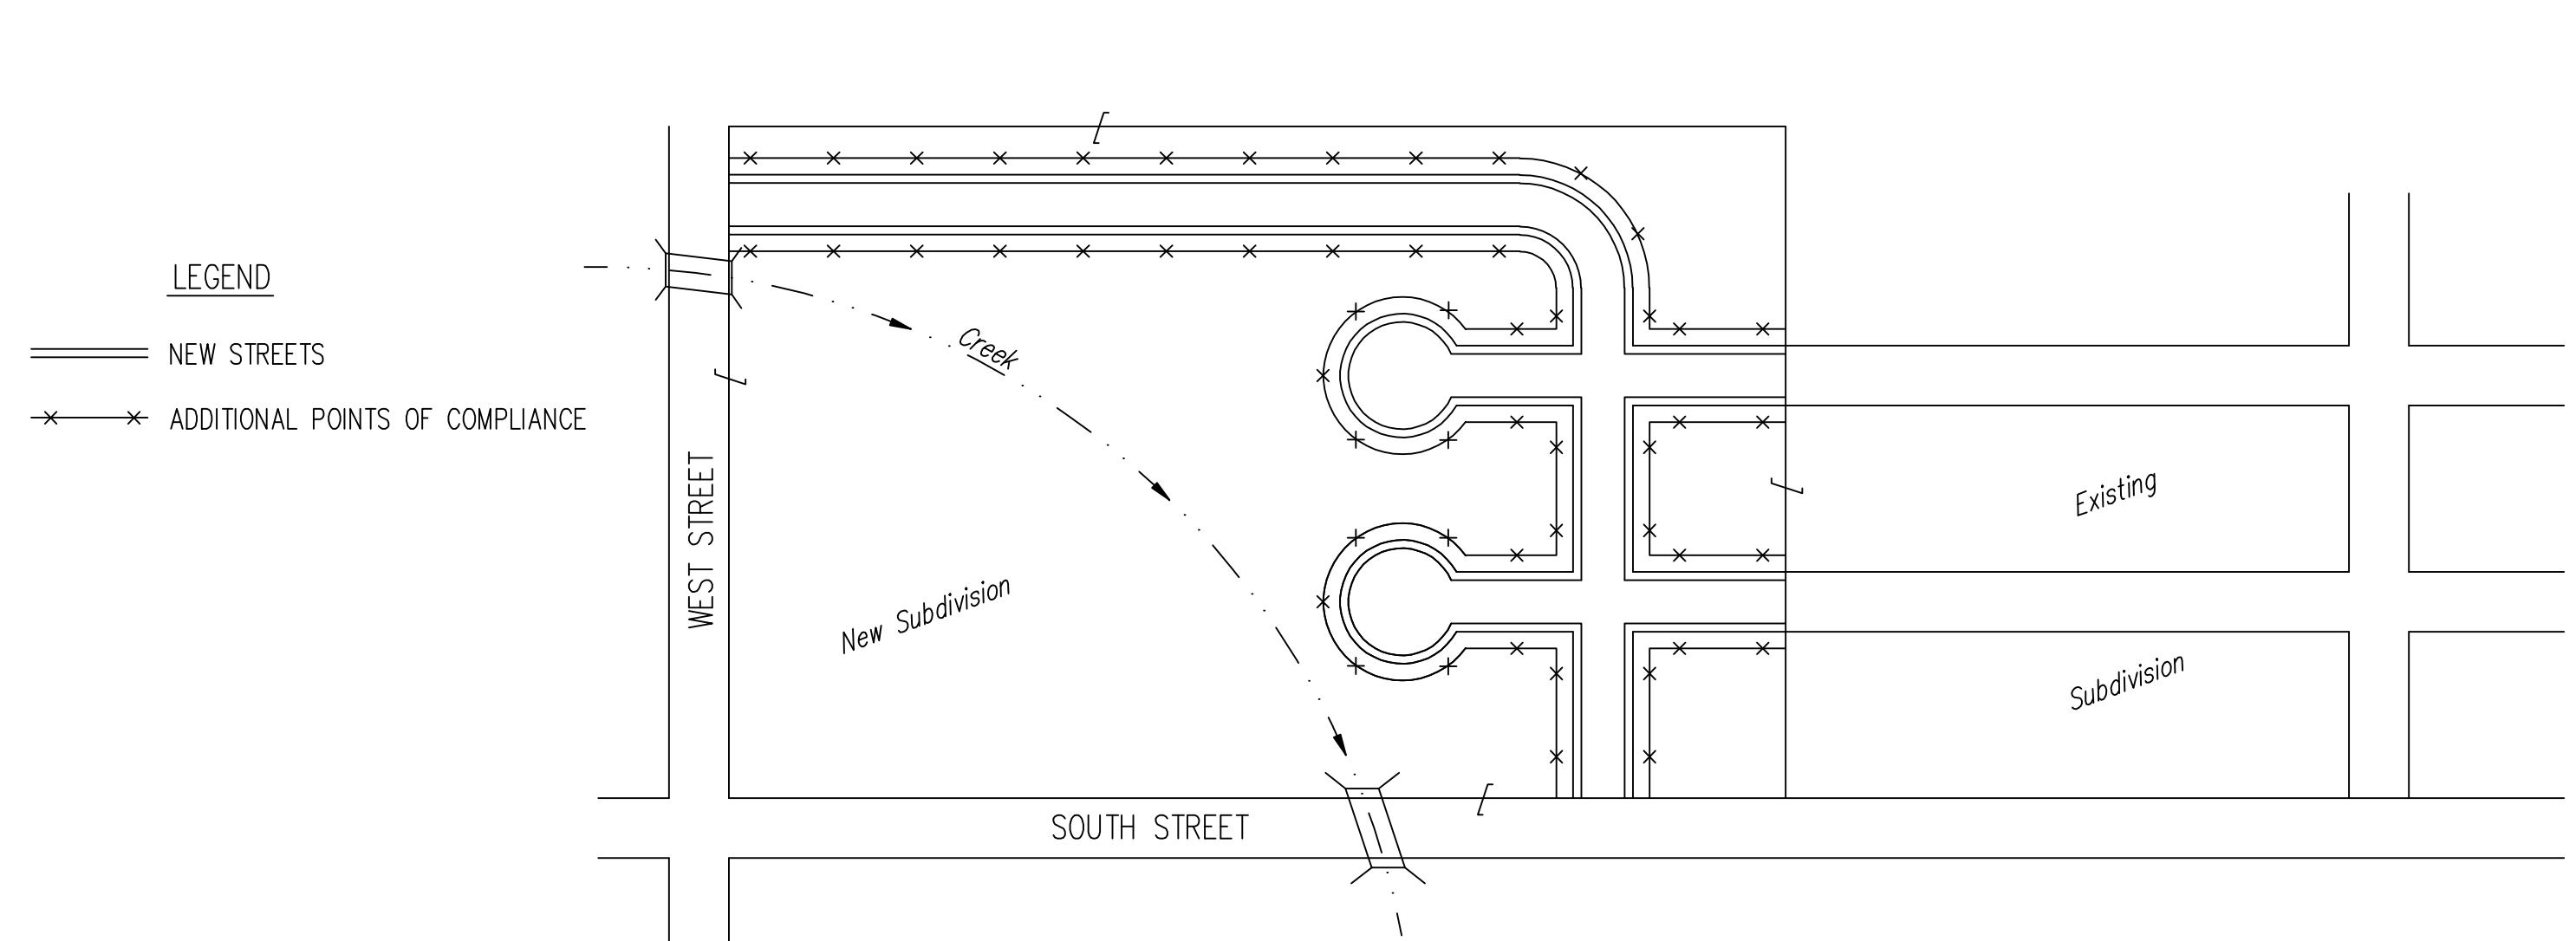 LEGEND
NEW STREETS
ADDITIONAL POINTS OF COMPLIANCE
WEST STREET
Creek
New Subdivision
SOUTH STREET
Existing
Subdivision